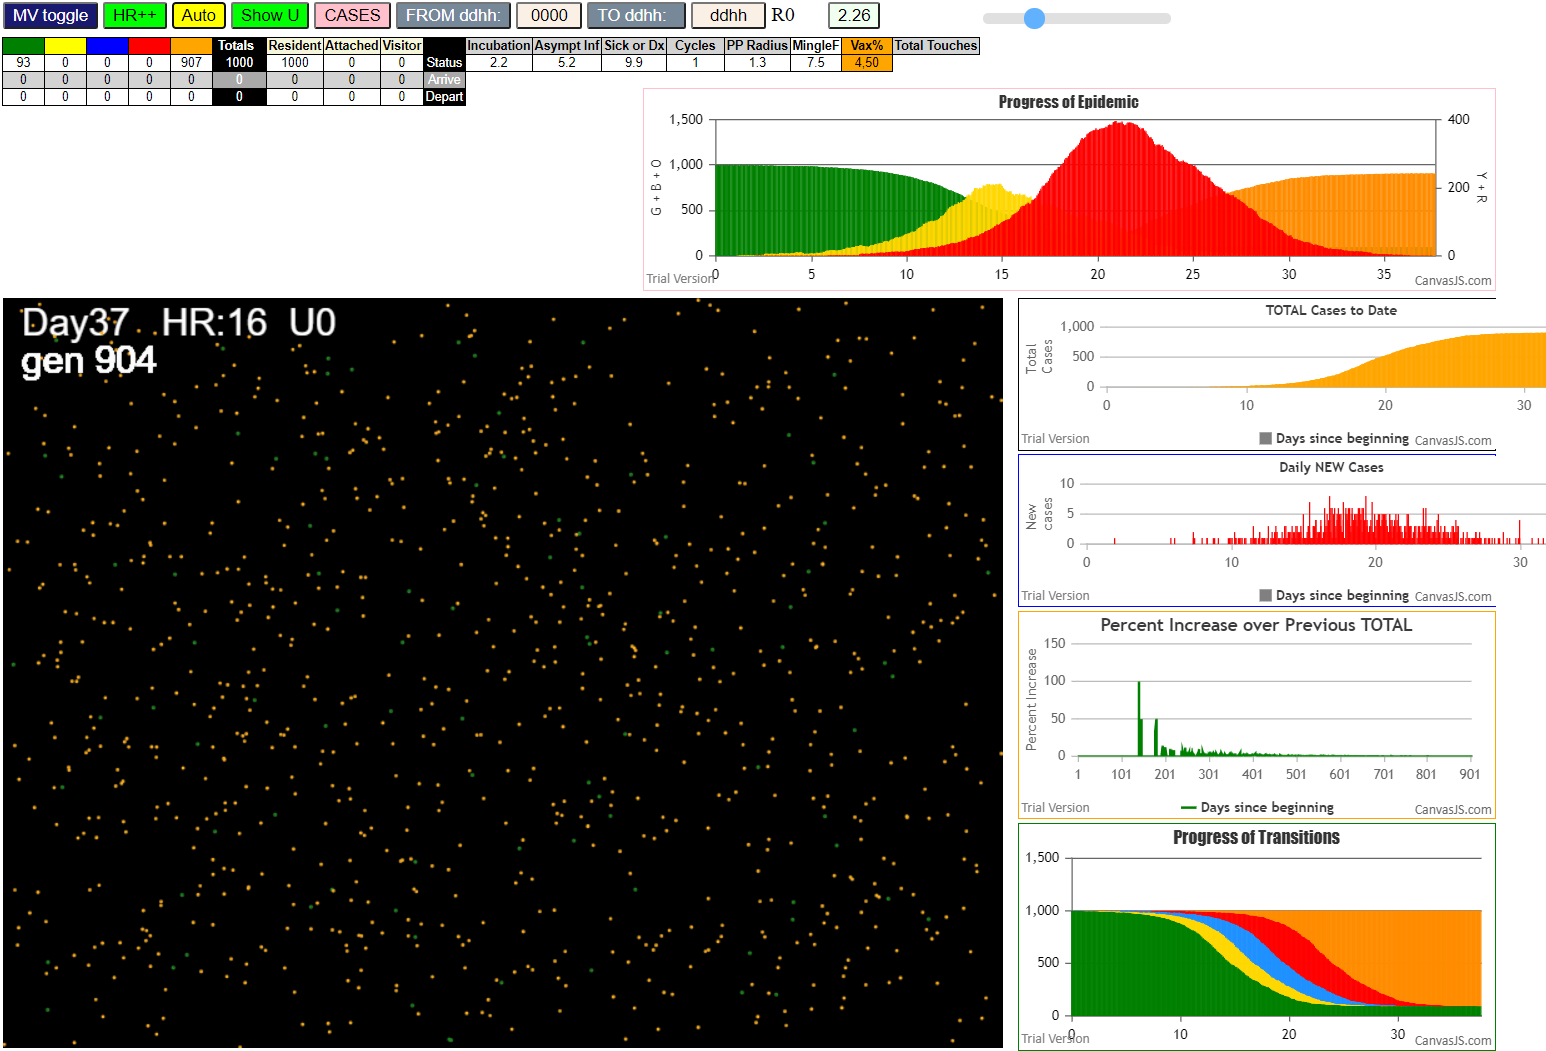 MV toggle HR++ Auto Show U CASES FROM ddhh: 0000 TO ddhh: ddhh R0 2.26
Totals Resident Attached Visitor Incubation Asympt Inf Sick or Dx Cycles PP Radius MingleF Vax% Total Touches
93 0 0 0 907 1000 1000 0 0 Status 2.2 5.2 9.9 1 1.3 7.5 4,50
0 0 0 0 0 0 0 0 0 Arrive
0 0 0 0 0 0 0 0 0 Depart
Progress of Epidemic
G + B + O
1,500
1,000
500
0
400
200
0
Y + R
0 5 10 15 20 25 30 35
Trial Version
CanvasJS.com
Day37 HR:16 U0
gen 904
TOTAL Cases to Date
Total
Cases
1,000
500
0
0 10 20 30
Days since beginning
Trial Version
CanvasJS.com
Daily NEW Cases
New
cases
10
5
0
0 10 20 30
Days since beginning
Trial Version
CanvasJS.com
Percent Increase over Previous TOTAL
Percent Increase
150
100
50
0
1 101 201 301 401 501 601 701 801 901
Days since beginning
Trial Version
CanvasJS.com
Progress of Transitions
1,500
1,000
500
0
0 10 20 30
Trial Version
CanvasJS.com